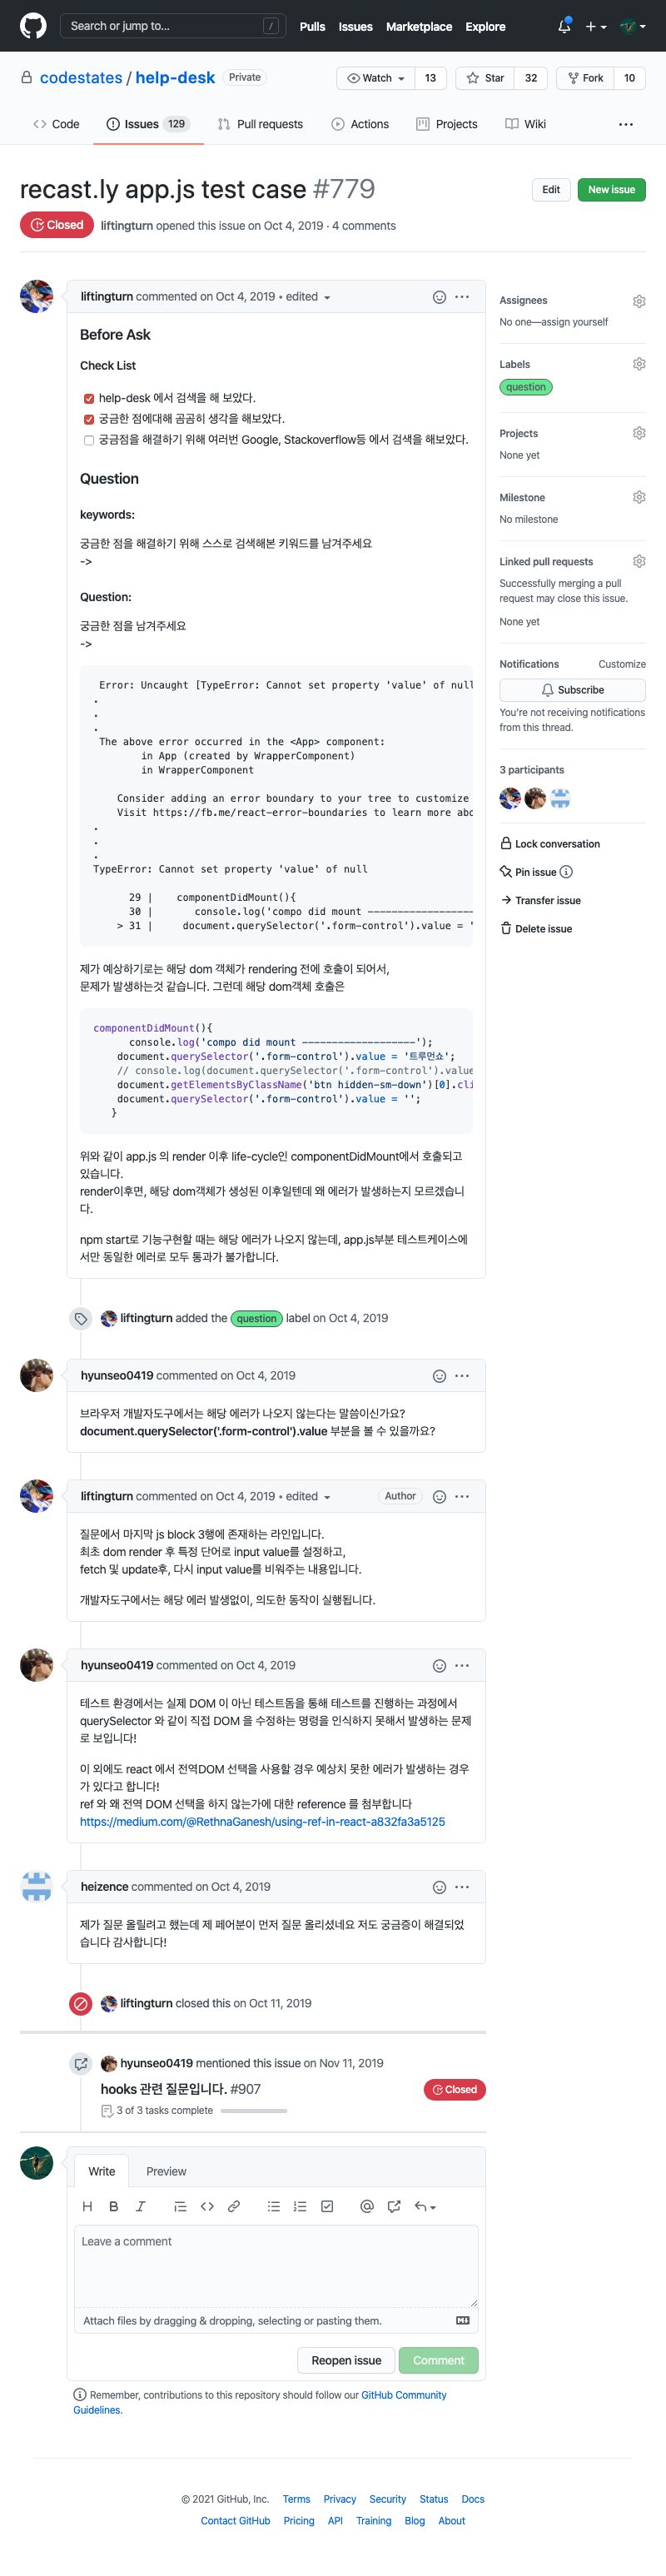 Search or jump to...
/
Pulls
Issues
Marketplace
Explore
codestates / help-desk
Private
Watch
13
Star
32
Fork
10
Code
Issues 129
Pull requests
Actions
Projects
Wiki
recast.ly app.js test case #779
Edit
New issue
Closed
liftingturn opened this issue on Oct 4, 2019 · 4 comments
liftingturn commented on Oct 4, 2019 • edited
Before Ask
Check List
help-desk 에서 검색을 해 보았다.
궁금한 점에대해 곰곰히 생각을 해보았다.
궁금점을 해결하기 위해 여러번 Google, Stackoverflow등 에서 검색을 해보았다.
Question
keywords:
궁금한 점을 해결하기 위해 스스로 검색해본 키워드를 남겨주세요
->
Question:
궁금한 점을 남겨주세요
->
Error: Uncaught [TypeError: Cannot set property 'value' of null
.
.
.
The above error occurred in the <App> component:
in App (created by WrapperComponent)
in WrapperComponent
Consider adding an error boundary to your tree to customize
Visit https://fb.me/react-error-boundaries to learn more abo
.
.
.
TypeError: Cannot set property 'value' of null
29 |    componentDidMount(){
30 |       console.log('compo did mount ------------------
> 31 |     document.querySelector('.form-control').value = '
제가 예상하기로는 해당 dom 객체가 rendering 전에 호출이 되어서,
문제가 발생하는것 같습니다. 그런데 해당 dom객체 호출은
componentDidMount(){
console.log('compo did mount -------------------');
document.querySelector('.form-control').value = '트루먼쇼';
// console.log(document.querySelector('.form-control').value
document.getElementsByClassName('btn hidden-sm-down')[0].cli
document.querySelector('.form-control').value = '';
}
위와 같이 app.js 의 render 이후 life-cycle인 componentDidMount에서 호출되고
있습니다.
render이후면, 해당 dom객체가 생성된 이후일텐데 왜 에러가 발생하는지 모르겠습니
다.
npm start로 기능구현할 때는 해당 에러가 나오지 않는데, app.js부분 테스트케이스에
서만 동일한 에러로 모두 통과가 불가합니다.
Assignees
No one—assign yourself
Labels
question
Projects
None yet
Milestone
No milestone
Linked pull requests
Successfully merging a pull
request may close this issue.
None yet
Notifications
Customize
Subscribe
You're not receiving notifications
from this thread.
3 participants
Lock conversation
Pin issue
Transfer issue
Delete issue
liftingturn added the question label on Oct 4, 2019
hyunseo0419 commented on Oct 4, 2019
브라우저 개발자도구에서는 해당 에러가 나오지 않는다는 말씀이신가요?
document.querySelector('.form-control').value 부분을 볼 수 있을까요?
liftingturn commented on Oct 4, 2019 • edited
Author
질문에서 마지막 js block 3행에 존재하는 라인입니다.
최초 dom render 후 특정 단어로 input value를 설정하고,
fetch 및 update후, 다시 input value를 비워주는 내용입니다.
개발자도구에서는 해당 에러 발생없이, 의도한 동작이 실행됩니다.
hyunseo0419 commented on Oct 4, 2019
테스트 환경에서는 실제 DOM 이 아닌 테스트돔을 통해 테스트를 진행하는 과정에서
querySelector 와 같이 직접 DOM 을 수정하는 명령을 인식하지 못해서 발생하는 문제
로 보입니다!
이 외에도 react 에서 전역DOM 선택을 사용할 경우 예상치 못한 에러가 발생하는 경우
가 있다고 합니다!
ref 와 왜 전역 DOM 선택을 하지 않는가에 대한 reference 를 첨부합니다
https://medium.com/@RethnaGanesh/using-ref-in-react-a832fa3a5125
heizence commented on Oct 4, 2019
제가 질문 올릴려고 했는데 제 페어분이 먼저 질문 올리셨네요 저도 궁금증이 해결되었
습니다 감사합니다!
liftingturn closed this on Oct 11, 2019
hyunseo0419 mentioned this issue on Nov 11, 2019
hooks 관련 질문입니다. #907
Closed
3 of 3 tasks complete
Write
Preview
Leave a comment
Attach files by dragging & dropping, selecting or pasting them.
Reopen issue
Comment
Remember, contributions to this repository should follow our GitHub Community
Guidelines.
© 2021 GitHub, Inc.
Terms
Privacy
Security
Status
Docs
Contact GitHub
Pricing
API
Training
Blog
About